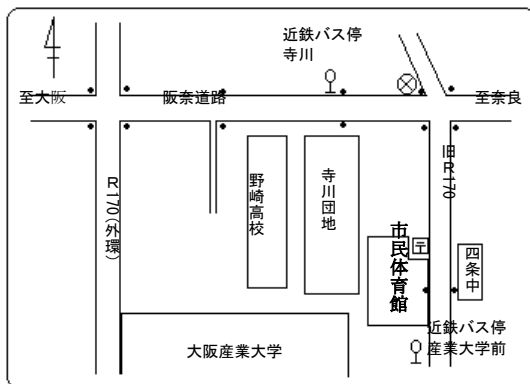 近鉄バス停
寺川
至大阪
阪奈道路
至奈良
旧R170
R170(外環)
野崎高校
寺川団地
市民体育館
〒
四条中
近鉄バス停
産業大学前
大阪産業大学